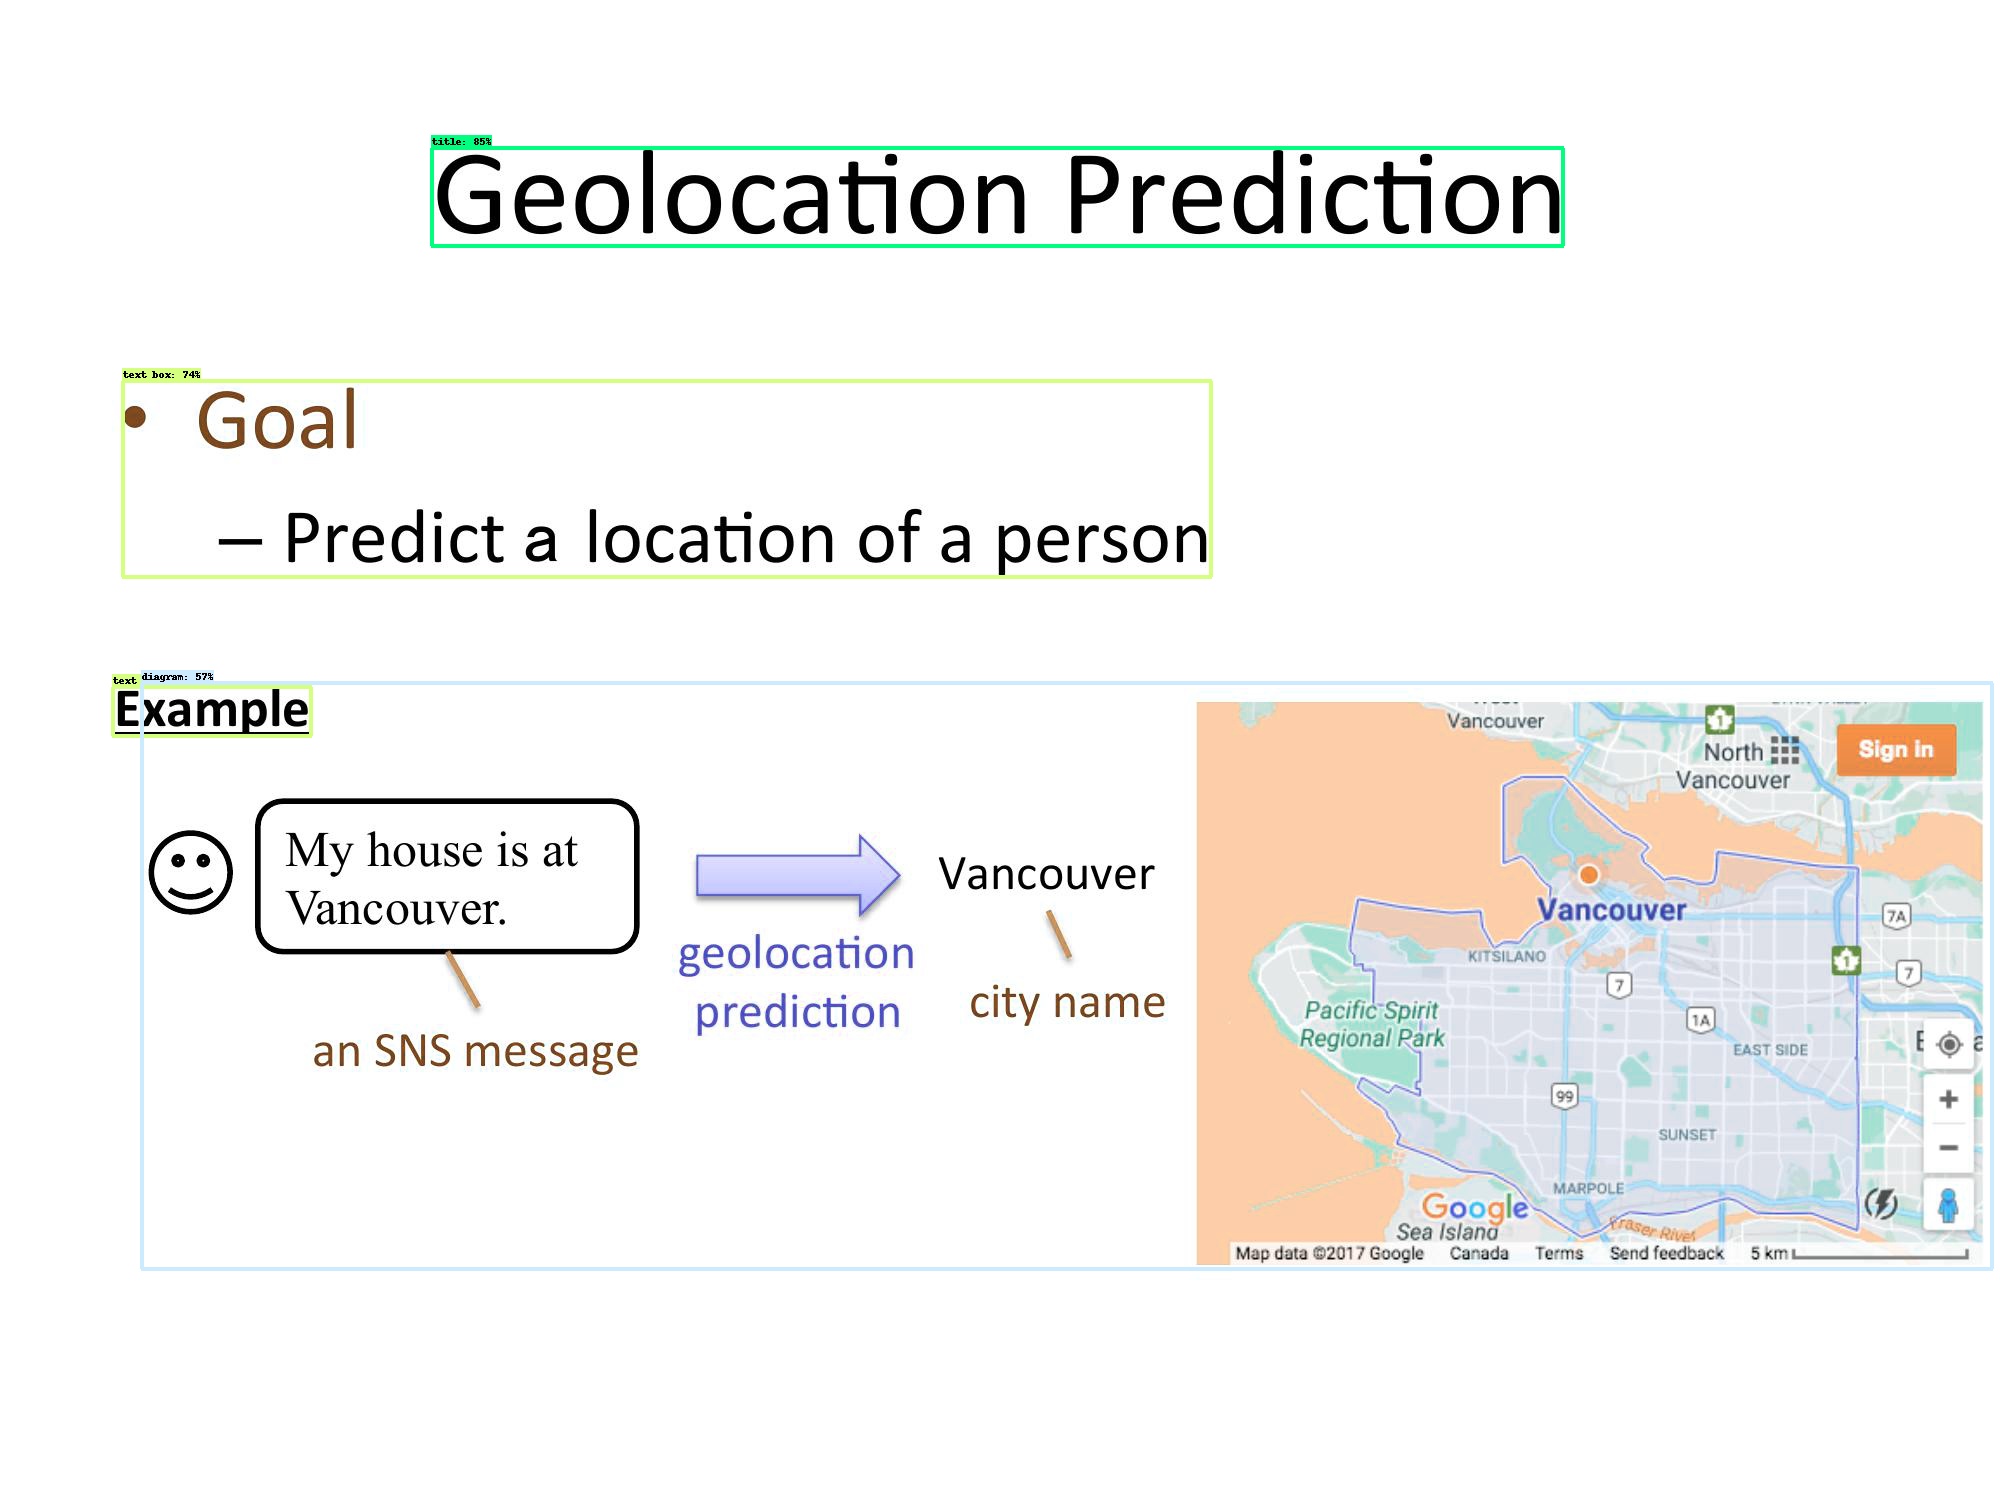 title: 85%
Geolocation Prediction
text box: 74%
• Goal
– Predict a location of a person
text
diagram: 57%
Example
My house is at
Vancouver.
an SNS message
geolocation
prediction
Vancouver
city name
Vancouver
North
Vancouver
Sign in
1
Vancouver
7A
KITSILANO
1
7
7
Pacific Spirit
Regional Park
1A
EAST SIDE
99
SUNSET
MARPOLE
Google
Sea Island
Fraser River
Map data ©2017 Google Canada Terms Send feedback 5 km